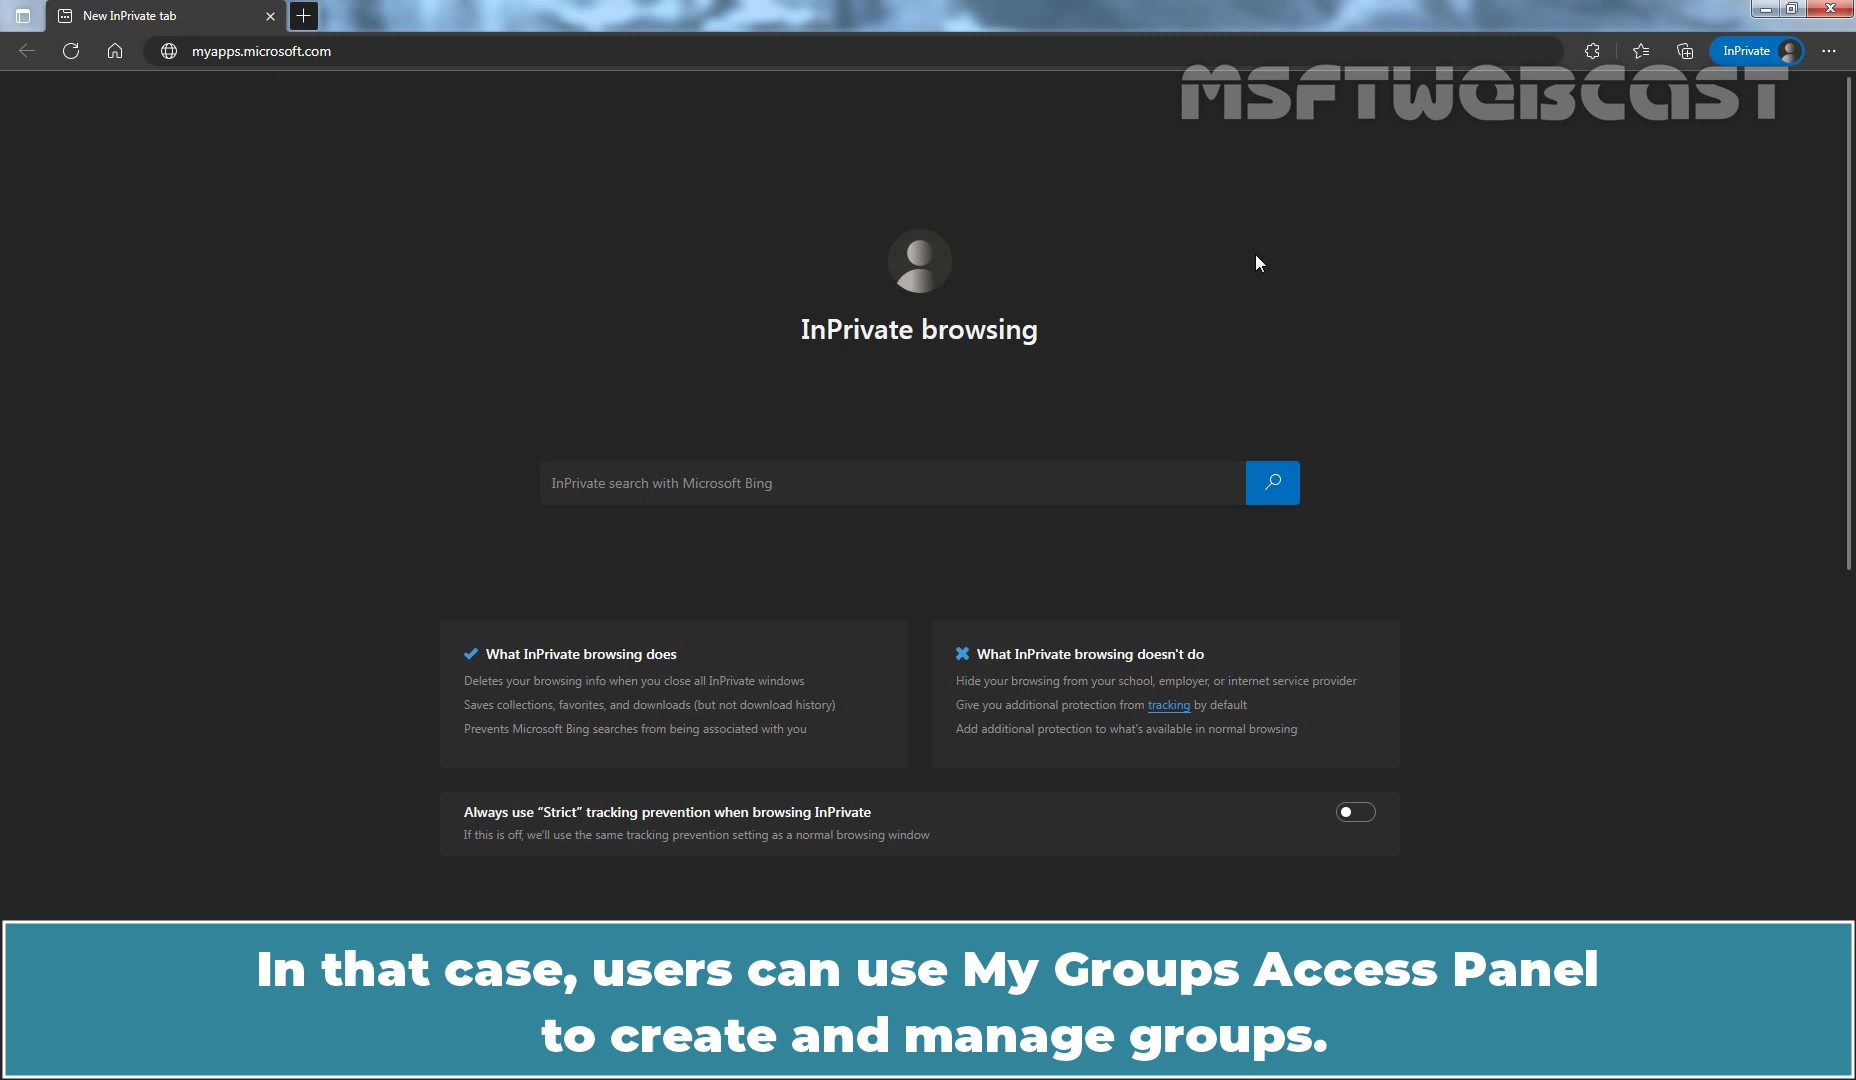 New InPrivate tab
myapps.microsoft.com
InPrivate
MSFTWEBCAST
InPrivate browsing
InPrivate search with Microsoft Bing
What InPrivate browsing does
Deletes your browsing info when you close all InPrivate windows
Saves collections, favorites, and downloads (but not download history)
Prevents Microsoft Bing searches from being associated with you
What InPrivate browsing doesn't do
Hide your browsing from your school, employer, or internet service provider
Give you additional protection from tracking by default
Add additional protection to what's available in normal browsing
Always use “Strict” tracking prevention when browsing InPrivate
If this is off, we'll use the same tracking prevention setting as a normal browsing window
In that case, users can use My Groups Access Panel
to create and manage groups.